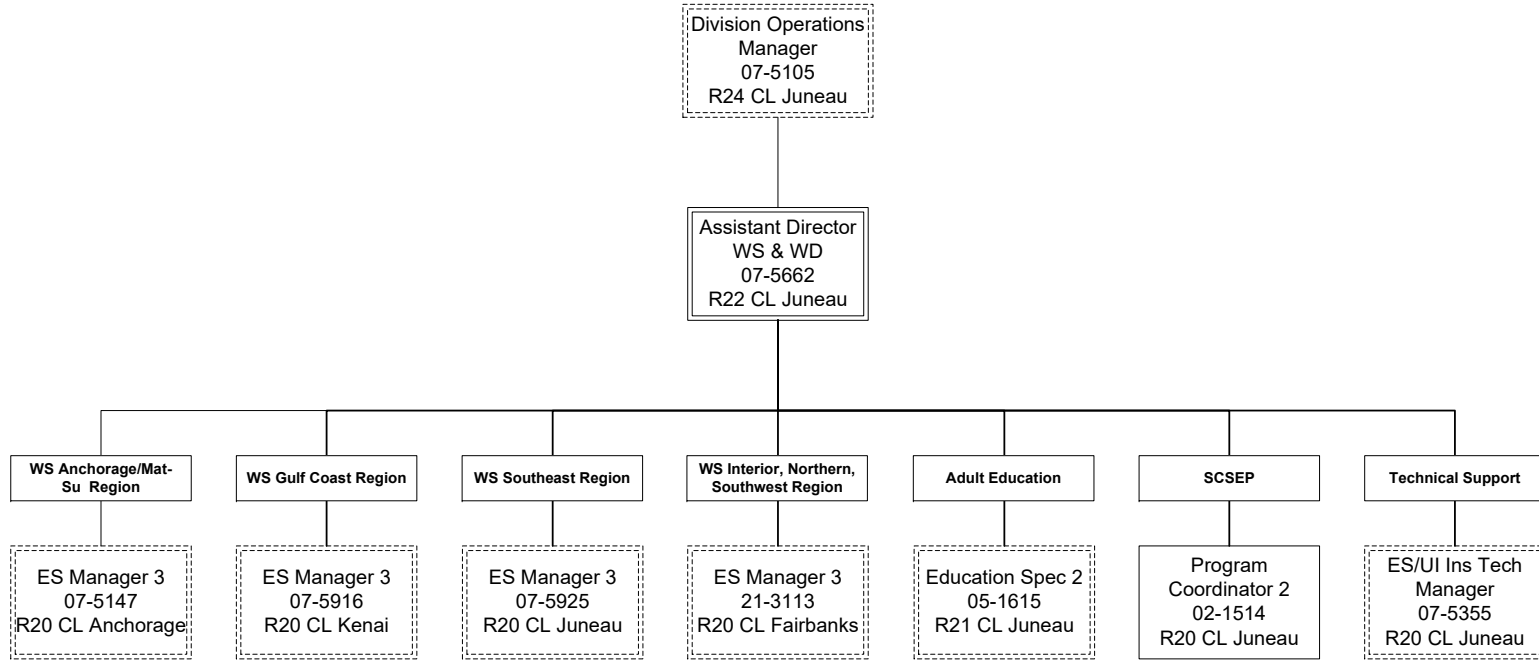 Division Operations
Manager
07-5105
R24 CL Juneau
Assistant Director
WS & WD
07-5662
R22 CL Juneau
WS Anchorage/Mat-
Su Region
WS Gulf Coast Region
WS Southeast Region
WS Interior, Northern,
Southwest Region
Adult Education
SCSEP
Technical Support
ES Manager 3
07-5147
R20 CL Anchorage
ES Manager 3
07-5916
R20 CL Kenai
ES Manager 3
07-5925
R20 CL Juneau
ES Manager 3
21-3113
R20 CL Fairbanks
Education Spec 2
05-1615
R21 CL Juneau
Program
Coordinator 2
02-1514
R20 CL Juneau
ES/UI Ins Tech
Manager
07-5355
R20 CL Juneau